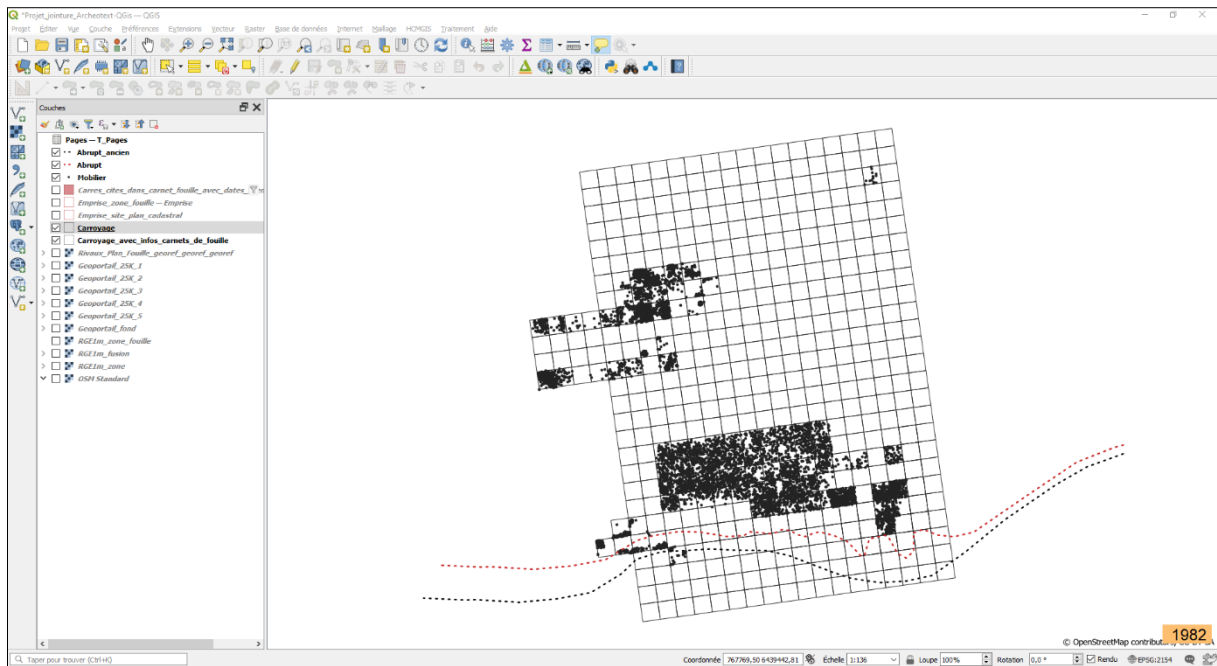 *Projet_jointure_Archeotext-QGis — QGIS
Projet Éditer Vue Couche Préférences Extensions Vecteur Raster Base de données Internet Maillage HCMGIS Traitement Aide
Couches
Pages — T_Pages
Abrupt_ancien
Abrupt
Mobilier
Carres_cites_dans_carnet_fouille_avec_dates_
Emprise_zone_fouille — Emprise
Emprise_site_plan_cadastral
Carroyage
Carroyage_avec_infos_carnets_de_fouille
Rivaux_Plan_Fouille_georef_georef_georef
Geoportail_25K_1
Geoportail_25K_2
Geoportail_25K_3
Geoportail_25K_4
Geoportail_25K_5
Geoportail_fond
RGE1m_zone_fouille
RGE1m_fusion
RGE1m_zone
OSM Standard
1982
© OpenStreetMap contribut
Taper pour trouver (Ctrl+K) Coordonnée 767769,50 6439442,81 Échelle 1:136 Loupe 100% Rotation 0,0 ° Rendu EPSG:2154